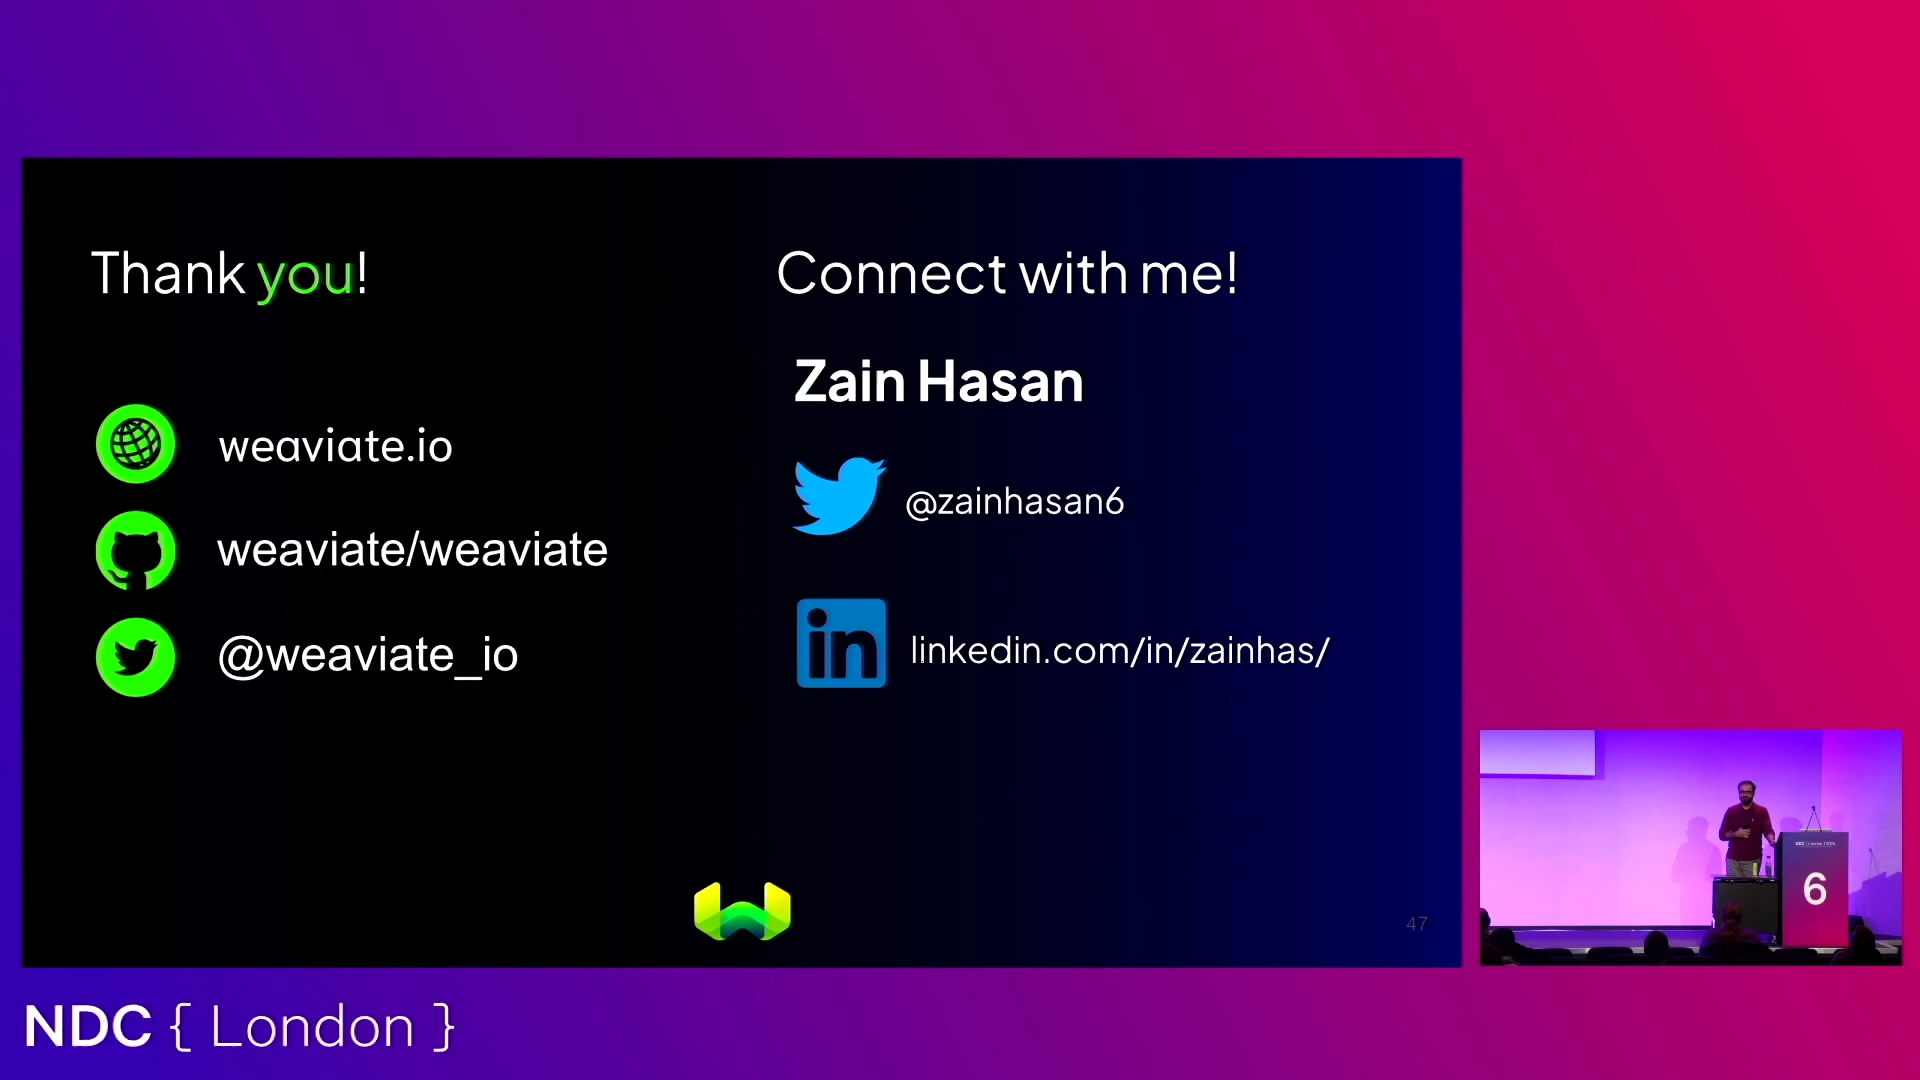 Thank you!
weaviate.io
weaviate/weaviate
@weaviate_io
Connect with me!
Zain Hasan
@zainhasan6
in
linkedin.com/in/zainhas/
47
6
NDC { London }